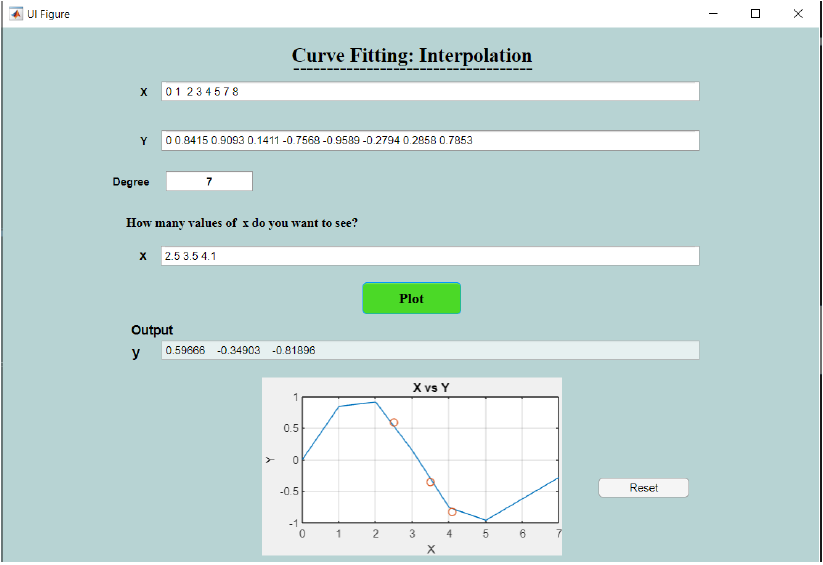 UI Figure
Curve Fitting: Interpolation
X 0 1 2 3 4 5 7 8
Y 0 0.8415 0.9093 0.1411 -0.7568 -0.9589 -0.2794 0.2858 0.7853
Degree 7
How many values of x do you want to see?
X 2.5 3.5 4.1
Plot
Output
y 0.59666 -0.34903 -0.81896
X vs Y
1
0.5
0
-0.5
-1
Y
0 1 2 3 4 5 6 7
X
Reset